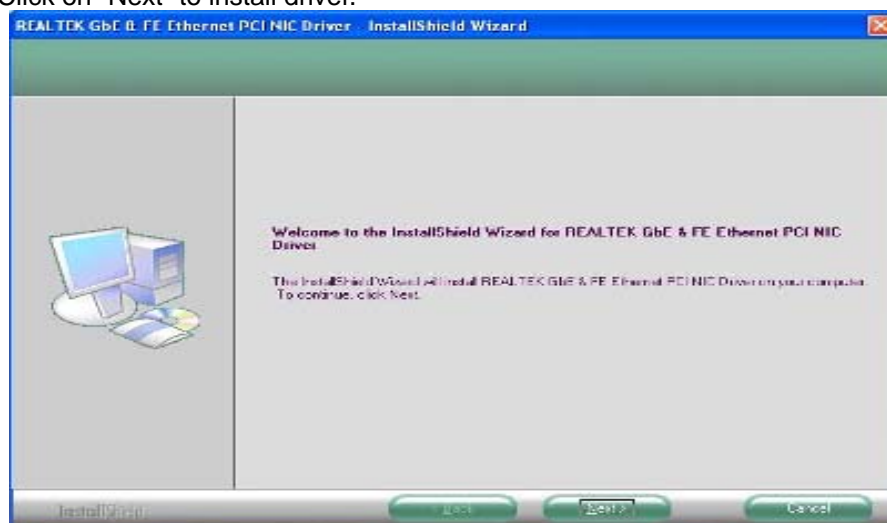 Click on "Next" to install driver.
REALTEK GbE & FE Ethernet PCI NIC Driver - InstallShield Wizard
Welcome to the InstallShield Wizard for REALTEK GbE & FE Ethernet PCI NIC
Driver
The InstallShield Wizard will install REALTEK GbE & FE Ethernet PCI NIC Driver on your computer.
To continue, click Next.
InstallShield
< Back
Next >
Cancel